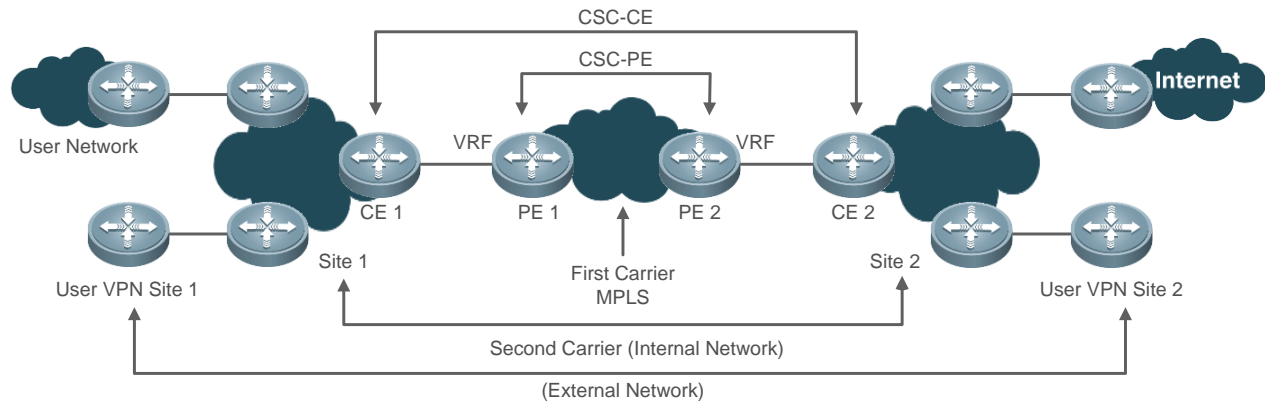 CSC-CE
CSC-PE
Internet
User Network
VRF
VRF
CE 1
PE 1
PE 2
CE 2
Site 1
First Carrier
MPLS
Site 2
User VPN Site 1
User VPN Site 2
Second Carrier (Internal Network)
(External Network)